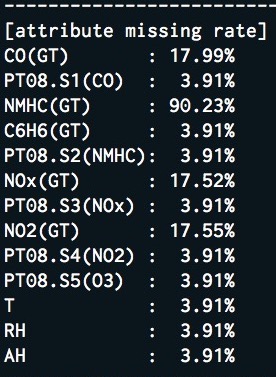 [attribute missing rate]
CO(GT)        : 17.99%
PT08.S1(CO)   :  3.91%
NMHC(GT)      : 90.23%
C6H6(GT)      :  3.91%
PT08.S2(NMHC):  3.91%
NOx(GT)       : 17.52%
PT08.S3(NOx)  :  3.91%
NO2(GT)       : 17.55%
PT08.S4(NO2)  :  3.91%
PT08.S5(O3)   :  3.91%
T             :  3.91%
RH            :  3.91%
AH            :  3.91%